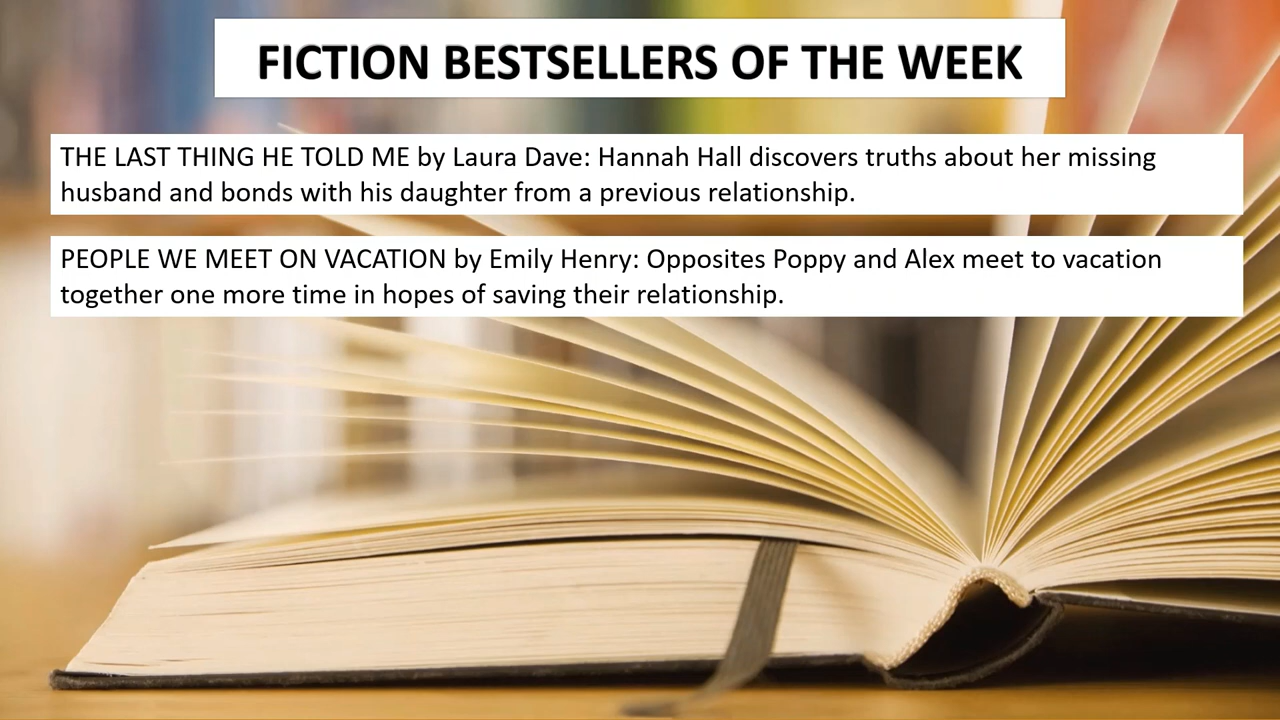 FICTION BESTSELLERS OF THE WEEK
THE LAST THING HE TOLD ME by Laura Dave: Hannah Hall discovers truths about her missing
husband and bonds with his daughter from a previous relationship.
PEOPLE WE MEET ON VACATION by Emily Henry: Opposites Poppy and Alex meet to vacation
together one more time in hopes of saving their relationship.